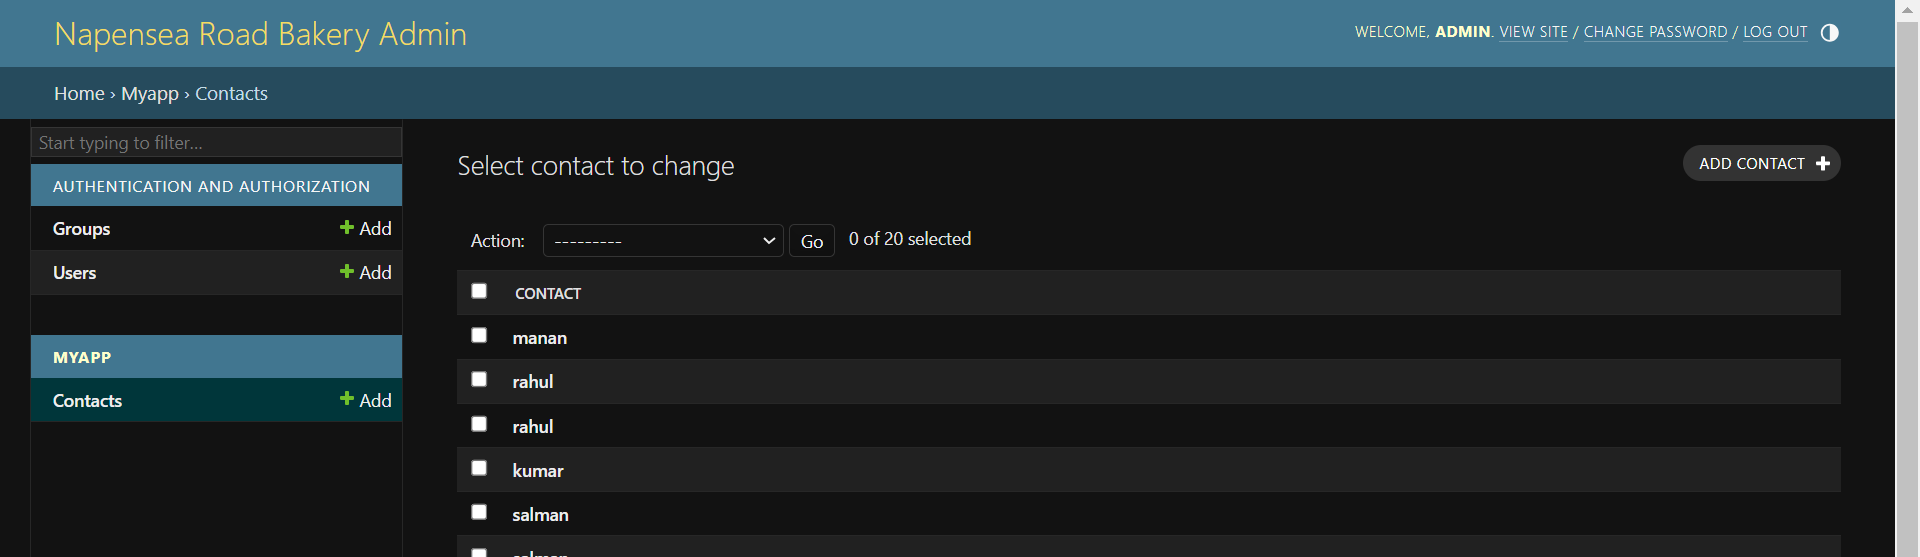 Napensea Road Bakery Admin
WELCOME, ADMIN. VIEW SITE / CHANGE PASSWORD / LOG OUT
Home › Myapp › Contacts
Start typing to filter...
AUTHENTICATION AND AUTHORIZATION
Groups + Add
Users + Add
MYAPP
Contacts + Add
Select contact to change
ADD CONTACT +
Action: --------- Go 0 of 20 selected
CONTACT
manan
rahul
rahul
kumar
salman
salman